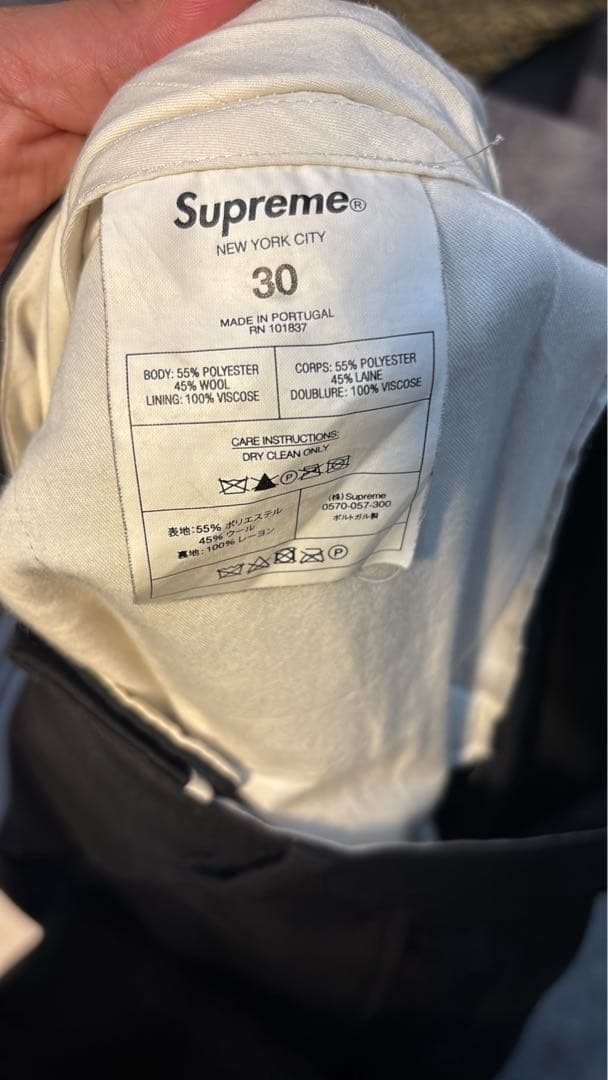 Supreme®
NEW YORK CITY
30
MADE IN PORTUGAL
RN 101837
BODY: 55% POLYESTER
45% WOOL
LINING: 100% VISCOSE
CORPS: 55% POLYESTER
45% LAINE
DOUBLURE: 100% VISCOSE
CARE INSTRUCTIONS:
DRY CLEAN ONLY
P
表地:55% ポリエステル
45% ウール
裏地:100% レーヨン
(株) Supreme
0570-057-300
ポルトガル製
P